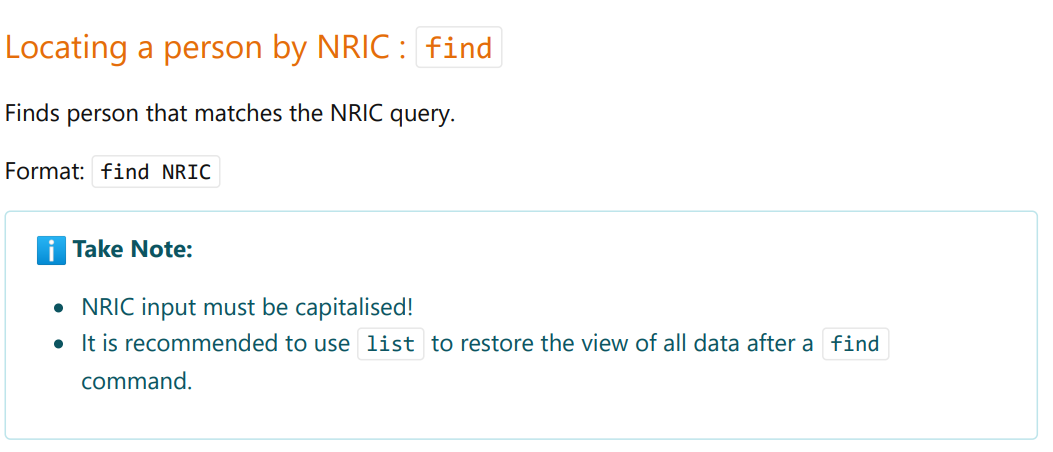 Locating a person by NRIC : find
Finds person that matches the NRIC query.
Format: find NRIC
Take Note:
NRIC input must be capitalised!
It is recommended to use list to restore the view of all data after a find
command.